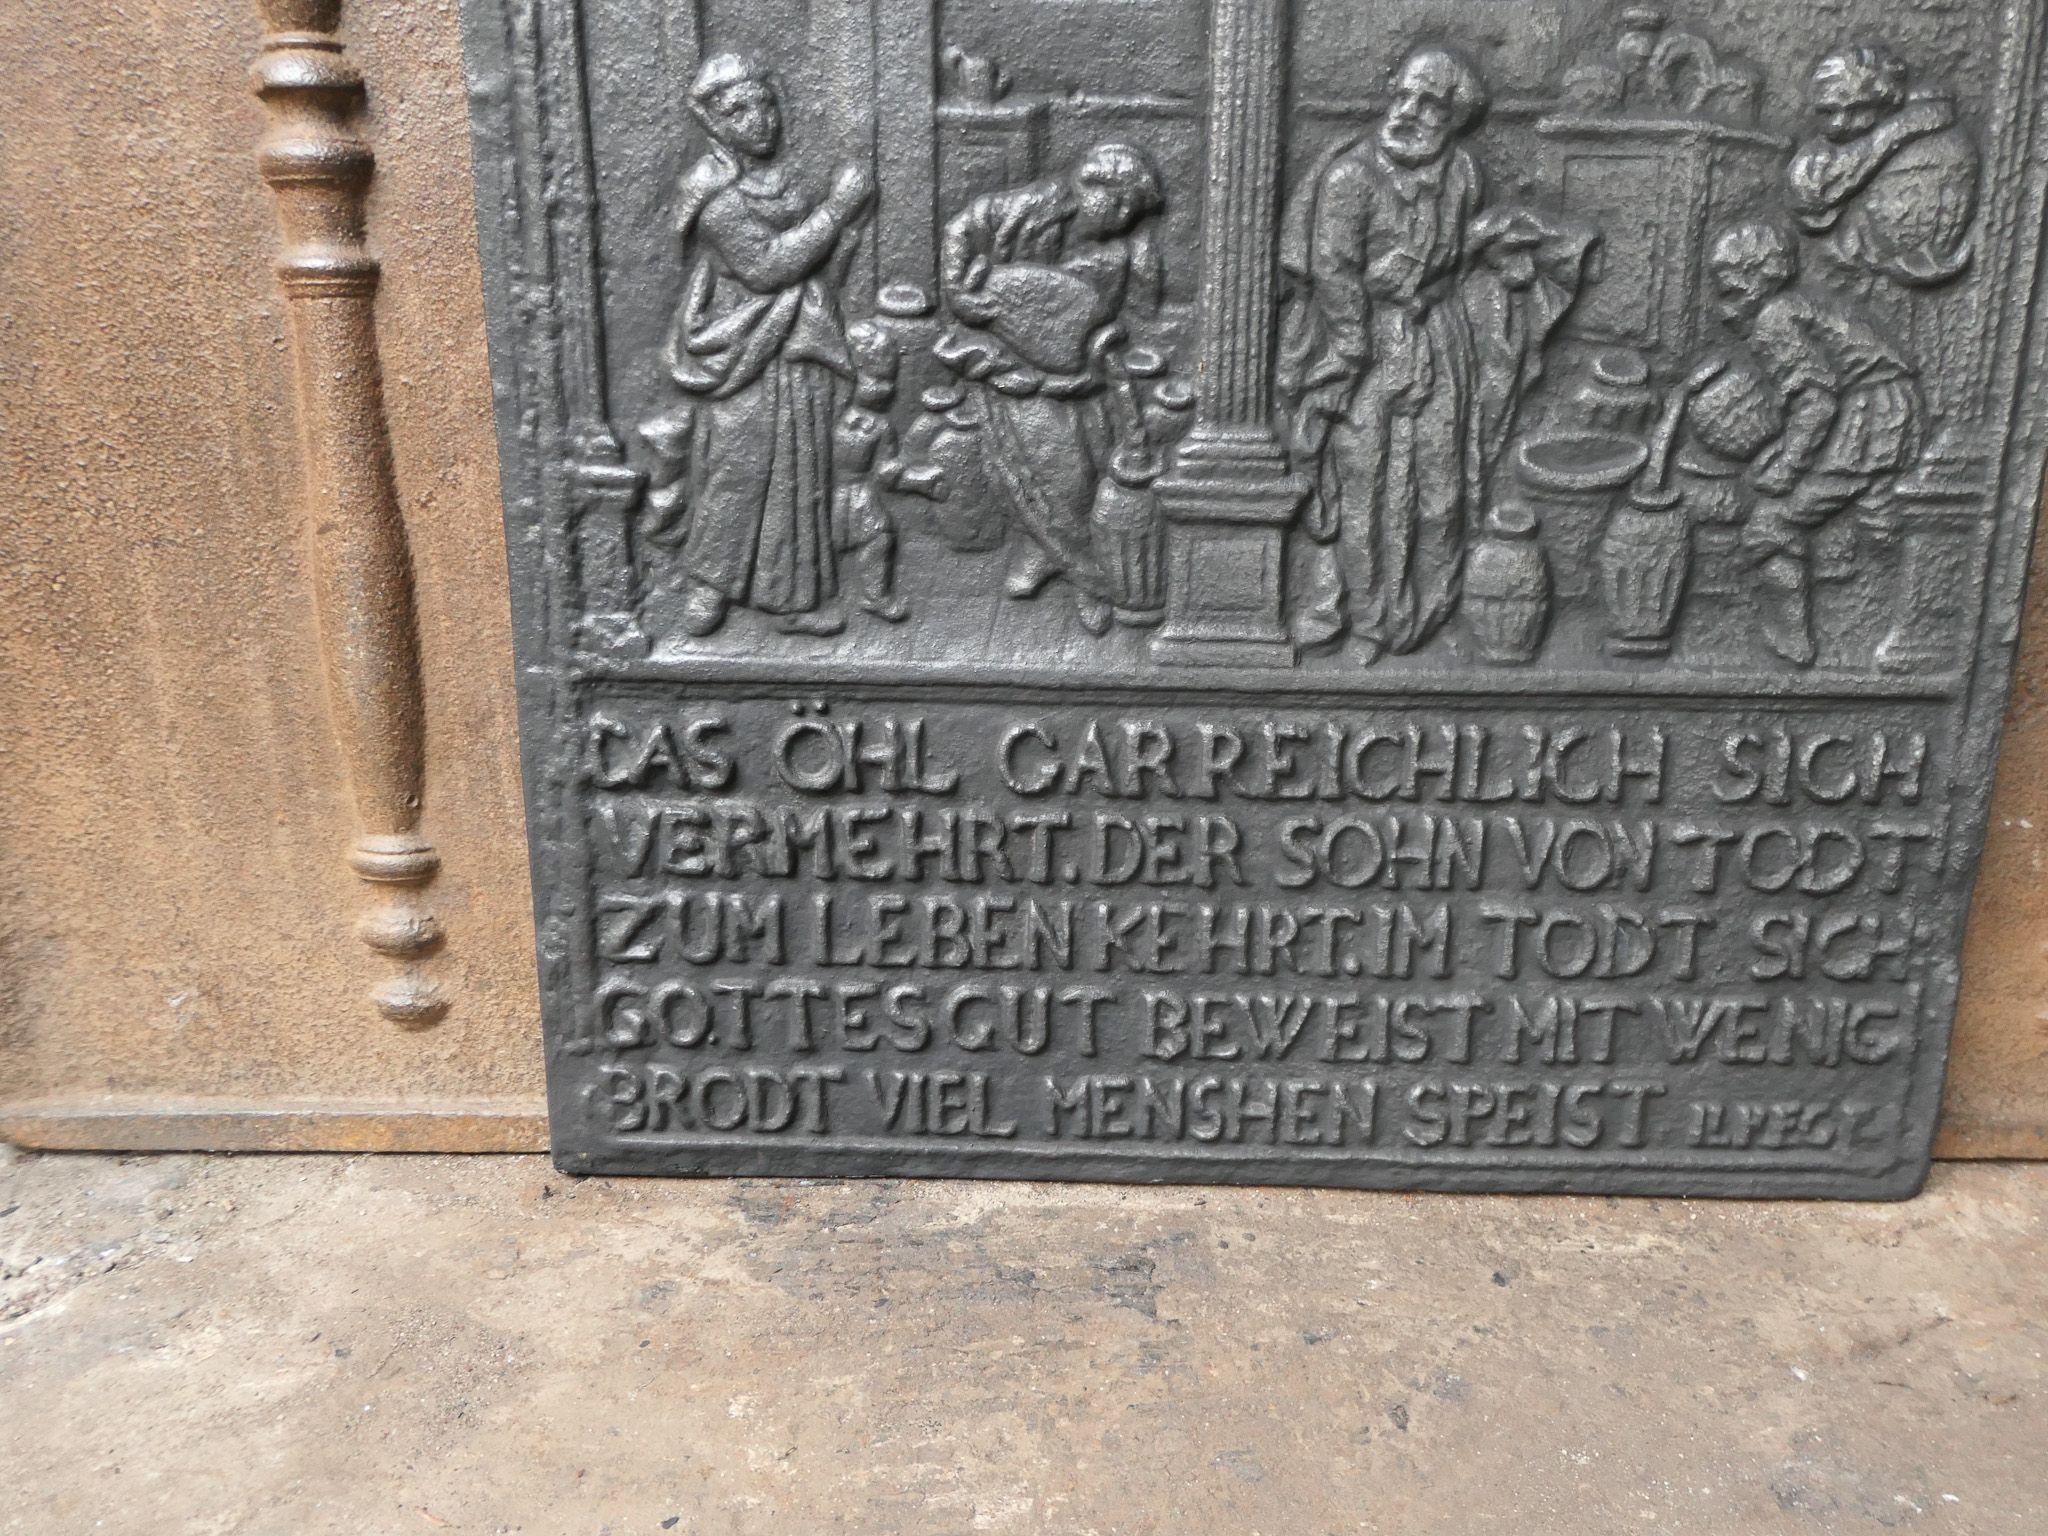 DAS ÖHL GAR REICHLICH SICH
VERMEHRT. DER SOHN VON TODT
ZUM LEBEN KEHRT. IM TODT SICH
GOTTES GUT BEWEIST MIT WENIG
BRODT VIEL MENSHEN SPEIST